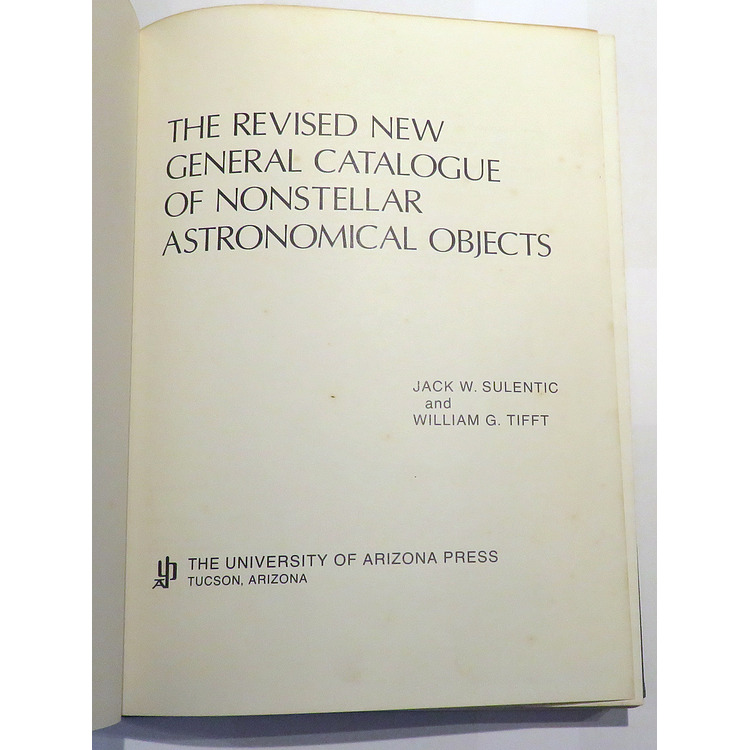 THE REVISED NEW
GENERAL CATALOGUE
OF NONSTELLAR
ASTRONOMICAL OBJECTS
JACK W. SULENTIC
and
WILLIAM G. TIFFT
THE UNIVERSITY OF ARIZONA PRESS
TUCSON, ARIZONA